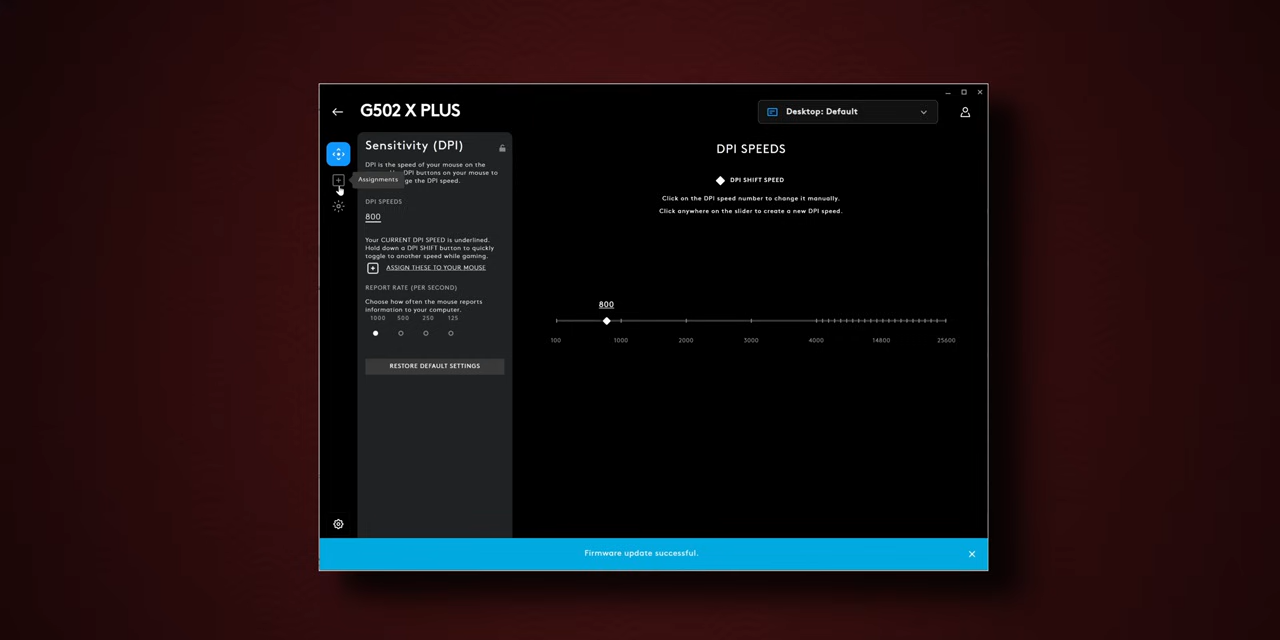 G502 X PLUS
Desktop: Default
Sensitivity (DPI)
DPI is the speed of your mouse on the
DPI buttons on your mouse to
ge the DPI speed.
Assignments
DPI SPEEDS
800
Your CURRENT DPI SPEED is underlined.
Hold down a DPI SHIFT button to quickly
toggle to another speed while gaming.
ASSIGN THESE TO YOUR MOUSE
REPORT RATE (PER SECOND)
Choose how often the mouse reports
information to your computer.
1000 500 250 125
RESTORE DEFAULT SETTINGS
DPI SPEEDS
DPI SHIFT SPEED
Click on the DPI speed number to change it manually.
Click anywhere on the slider to create a new DPI speed.
800
100 1000 2000 3000 4000 14800 25600
Firmware update successful.